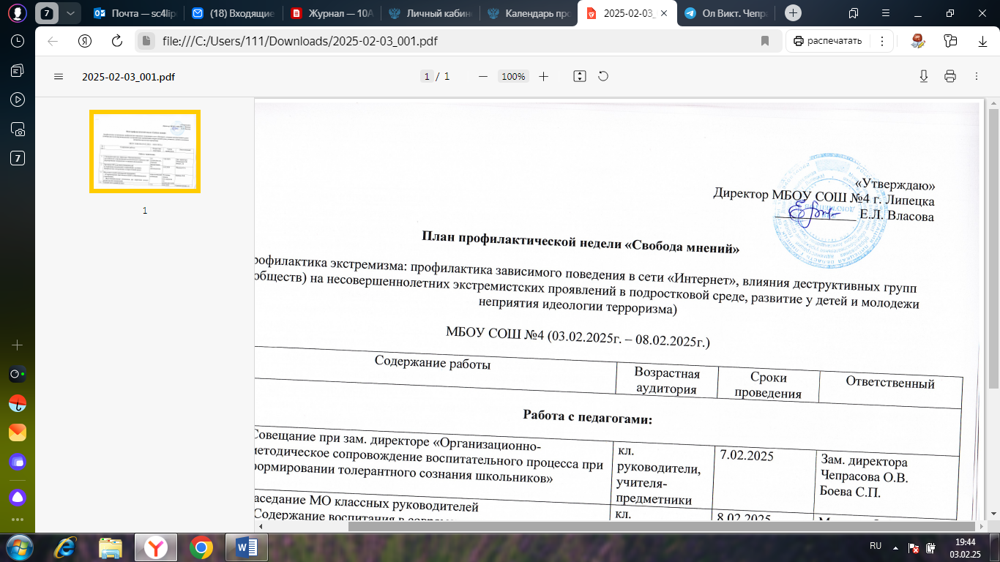 7
Почта — sc4lip
(18) Входящие
Журнал — 10А
Личный кабин
Календарь про
2025-02-03_
Ол Викт. Чепра
file:///C:/Users/111/Downloads/2025-02-03_001.pdf
распечатать
2025-02-03_001.pdf
1 / 1
100%
7
1
«Утверждаю»
Директор МБОУ СОШ №4 г. Липецка
____________ Е.Л. Власова
План профилактической недели «Свобода мнений»
рофилактика экстремизма: профилактика зависимого поведения в сети «Интернет», влияния деструктивных групп
обществ) на несовершеннолетних экстремистских проявлений в подростковой среде, развитие у детей и молодежи
неприятия идеологии терроризма)
МБОУ СОШ №4 (03.02.2025г. – 08.02.2025г.)
Содержание работы
Возрастная
аудитория
Сроки
проведения
Ответственный
Работа с педагогами:
Совещание при зам. директоре «Организационно-
методическое сопровождение воспитательного процесса при
формировании толерантного сознания школьников»
кл.
руководители,
учителя-
предметники
7.02.2025
Зам. директора
Чепрасова О.В.
Боева С.П.
аседание МО классных руководителей
Содержание воспитания в
кл.
8.02.2025
RU
19:44
03.02.25